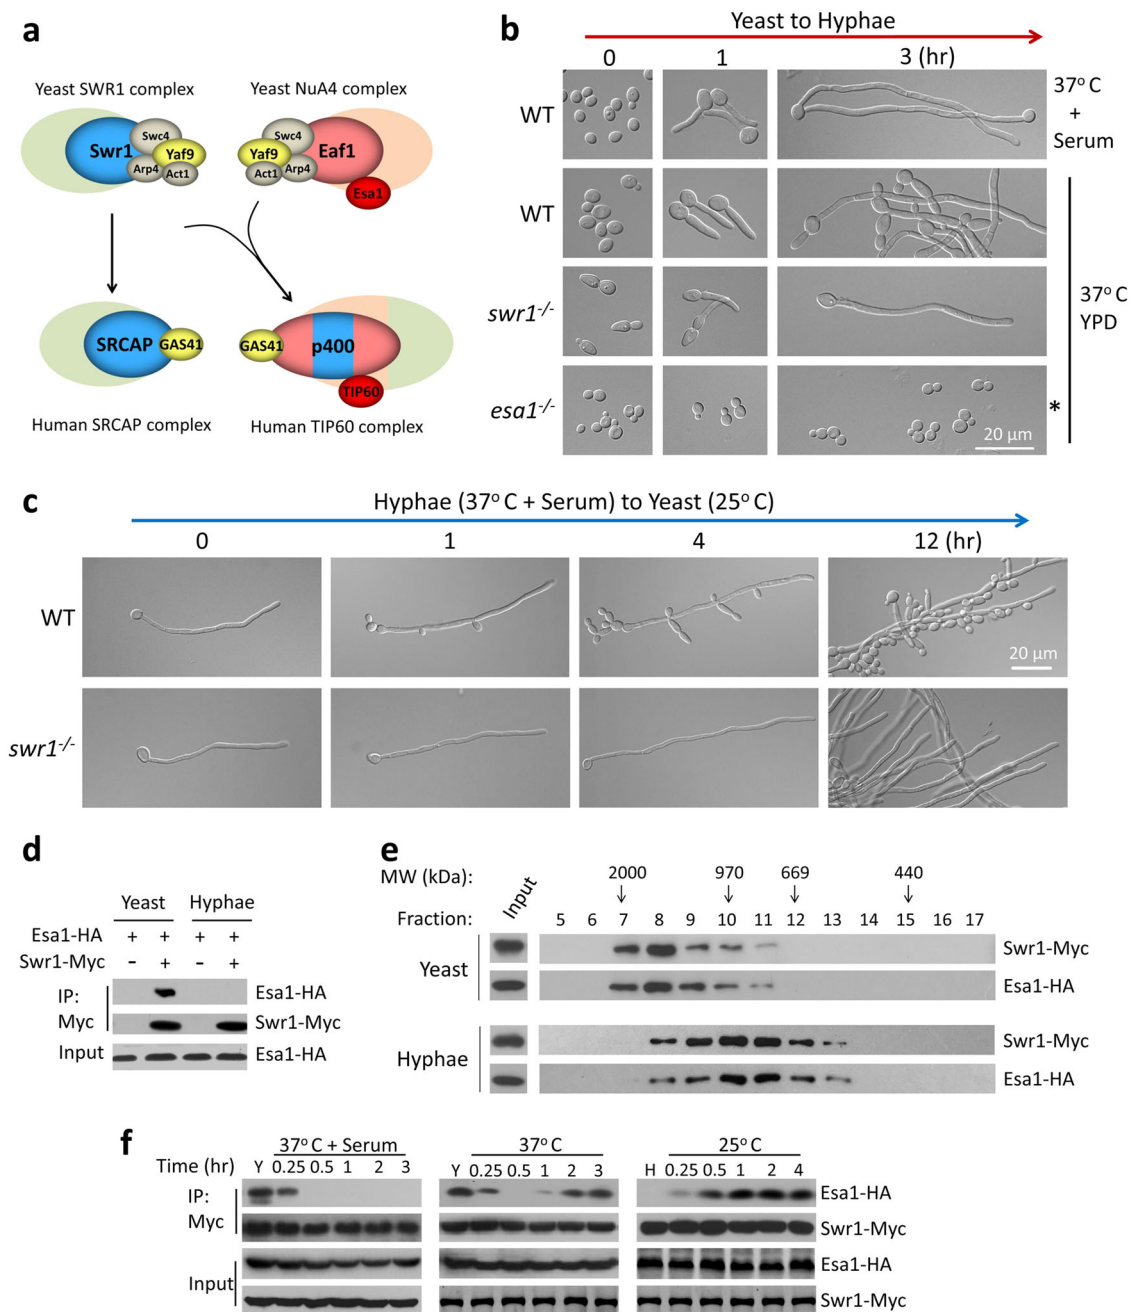 a
Yeast SWR1 complex
Yeast NuA4 complex
Swr1
Swc4
Yaf9
Arp4
Act1
Swc4
Yaf9
Eaf1
Act1
Arp4
Esa1
SRCAP
GAS41
GAS41
p400
TIP60
Human SRCAP complex
Human TIP60 complex
b
Yeast to Hyphae
0 1 3 (hr)
WT
37° C
+
Serum
WT
swr1-/-
37° C
YPD
esa1-/-
*
20 µm
c
Hyphae (37° C + Serum) to Yeast (25° C)
0 1 4 12 (hr)
WT
20 µm
swr1-/-
d
Yeast Hyphae
Esa1-HA + + + +
Swr1-Myc - + - +
IP:
Myc
Esa1-HA
Swr1-Myc
Input Esa1-HA
e
MW (kDa): Input 2000 970 669 440
Fraction: 5 6 7 8 9 10 11 12 13 14 15 16 17
Yeast
Swr1-Myc
Esa1-HA
Hyphae
Swr1-Myc
Esa1-HA
f
37° C + Serum 37° C 25° C
Time (hr) Y 0.25 0.5 1 2 3 Y 0.25 0.5 1 2 3 H 0.25 0.5 1 2 4
IP:
Myc
Esa1-HA
Swr1-Myc
Input
Esa1-HA
Swr1-Myc